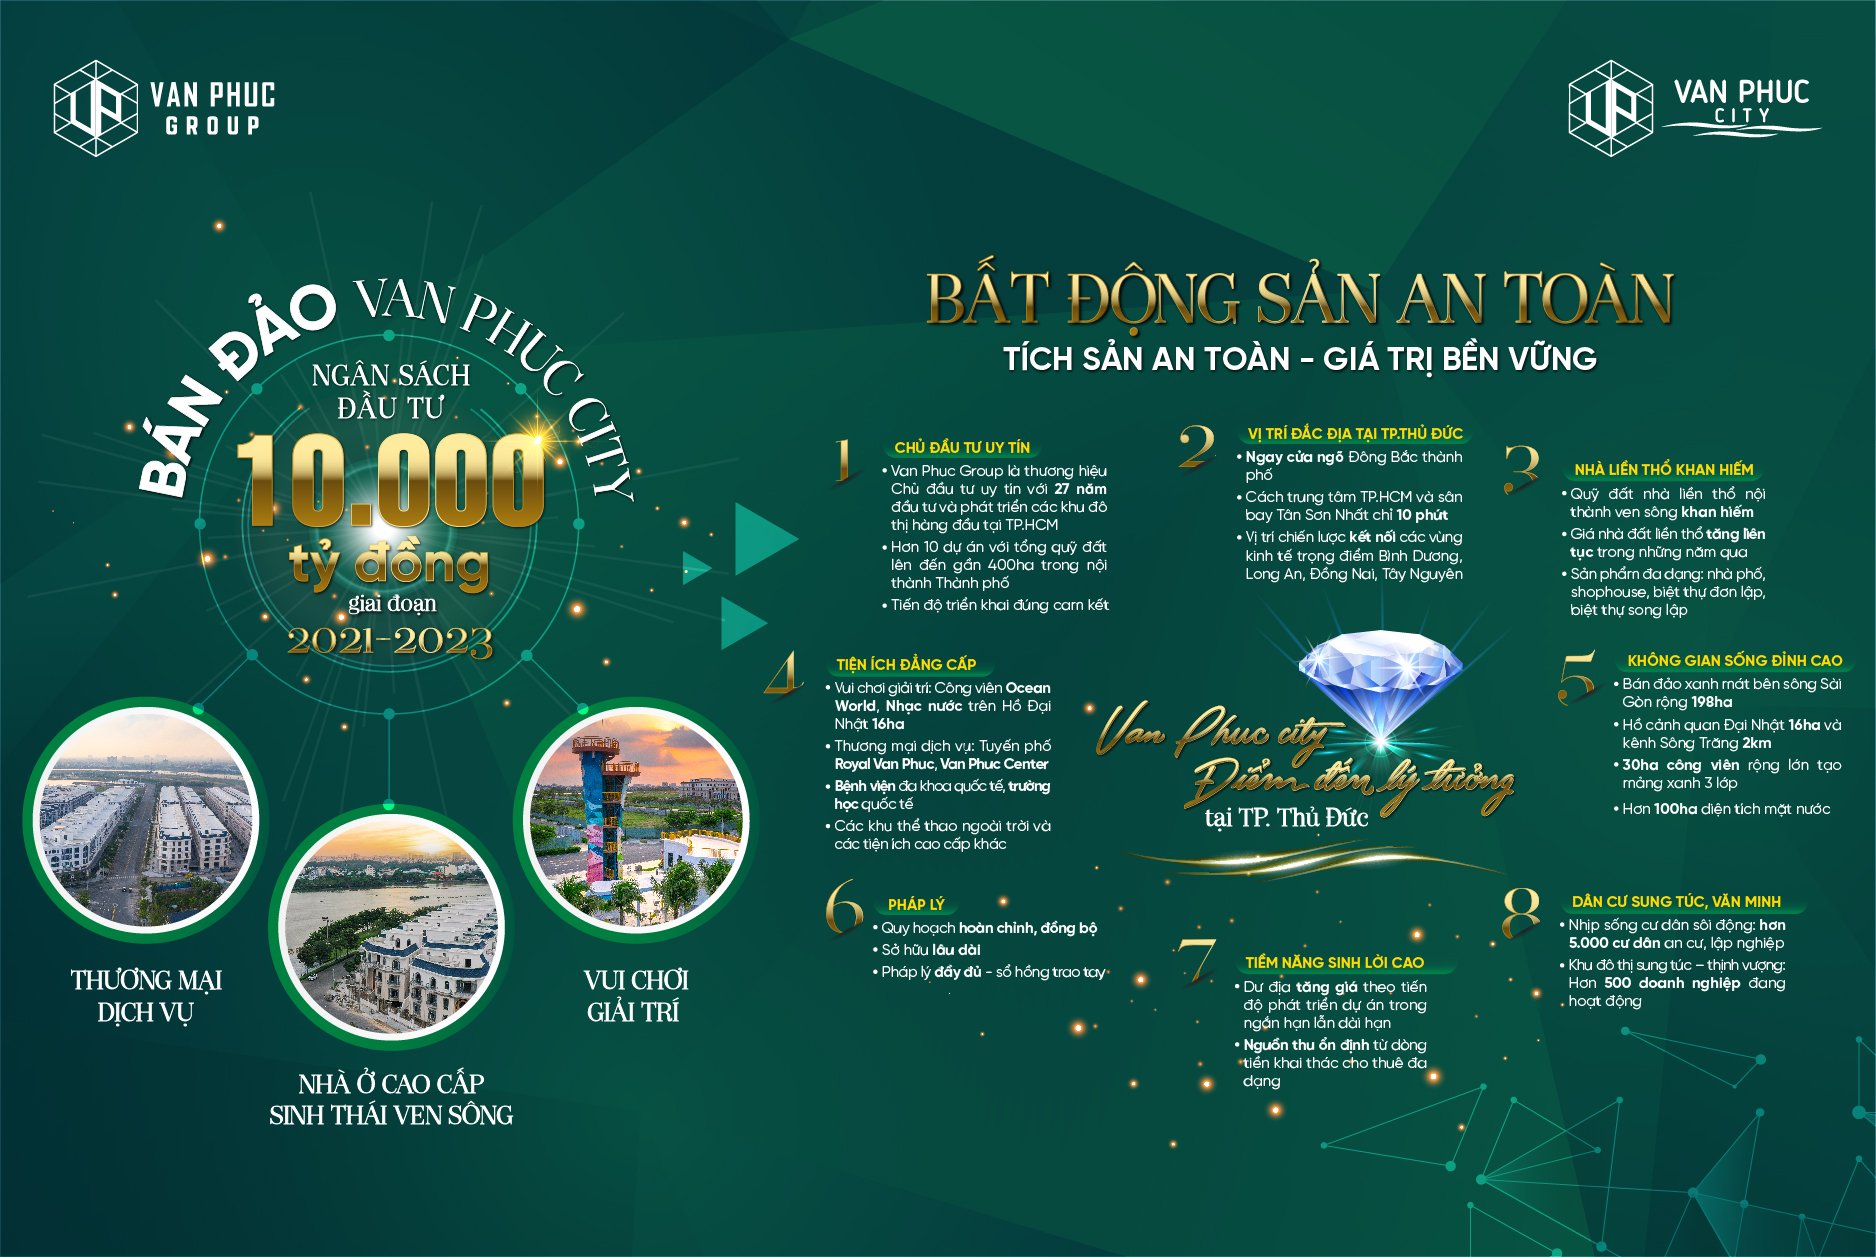 VAN PHUC
GROUP
VAN PHUC
CITY
BÁN ĐẢO VAN PHUC CITY
NGÂN SÁCH
ĐẦU TƯ
10.000
tỷ đồng
giai đoạn
2021-2023
THƯƠNG MẠI
DỊCH VỤ
NHÀ Ở CAO CẤP
SINH THÁI VEN SÔNG
VUI CHƠI
GIẢI TRÍ
BẤT ĐỘNG SẢN AN TOÀN
TÍCH SẢN AN TOÀN - GIÁ TRỊ BỀN VỮNG
1
CHỦ ĐẦU TƯ UY TÍN
• Van Phuc Group là thương hiệu
Chủ đầu tư uy tín với 27 năm
đầu tư và phát triển các khu đô
thị hàng đầu tại TP.HCM
• Hơn 10 dự án với tổng quỹ đất
lên đến gần 400ha trong nội
thành Thành phố
• Tiến độ triển khai đúng cam kết
2
VỊ TRÍ ĐẮC ĐỊA TẠI TP.THỦ ĐỨC
• Ngay cửa ngõ Đông Bắc thành
phố
• Cách trung tâm TP.HCM và sân
bay Tân Sơn Nhất chỉ 10 phút
• Vị trí chiến lược kết nối các vùng
kinh tế trọng điểm Bình Dương,
Long An, Đồng Nai, Tây Nguyên
3
NHÀ LIỀN THỔ KHAN HIẾM
• Quỹ đất nhà liền thổ nội
thành ven sông khan hiếm
• Giá nhà đất liền thổ tăng liên
tục trong những năm qua
• Sản phẩm đa dạng: nhà phố,
shophouse, biệt thự đơn lập,
biệt thự song lập
4
TIỆN ÍCH ĐẲNG CẤP
• Vui chơi giải trí: Công viên Ocean
World, Nhạc nước trên Hồ Đại
Nhật 16ha
• Thương mại dịch vụ: Tuyến phố
Royal Van Phuc, Van Phuc Center
• Bệnh viện đa khoa quốc tế, trường
học quốc tế
• Các khu thể thao ngoài trời và
các tiện ích cao cấp khác
Van Phuc city
Điểm đến lý tưởng
tại TP. Thủ Đức
5
KHÔNG GIAN SỐNG ĐỈNH CAO
• Bán đảo xanh mát bên sông Sài
Gòn rộng 198ha
• Hồ cảnh quan Đại Nhật 16ha và
kênh Sông Trăng 2km
• 30ha công viên rộng lớn tạo
mảng xanh 3 lớp
• Hơn 100ha diện tích mặt nước
6
PHÁP LÝ
• Quy hoạch hoàn chỉnh, đồng bộ
• Sở hữu lâu dài
• Pháp lý đầy đủ - sổ hồng trao tay
7
TIỀM NĂNG SINH LỜI CAO
• Dư địa tăng giá theo tiến
độ phát triển dự án trong
ngắn hạn lẫn dài hạn
• Nguồn thu ổn định từ dòng
tiền khai thác cho thuê đa
dạng
8
DÂN CƯ SUNG TÚC, VĂN MINH
• Nhịp sống cư dân sôi động: hơn
5.000 cư dân an cư, lập nghiệp
• Khu đô thị sung túc – thịnh vượng:
Hơn 500 doanh nghiệp đang
hoạt động